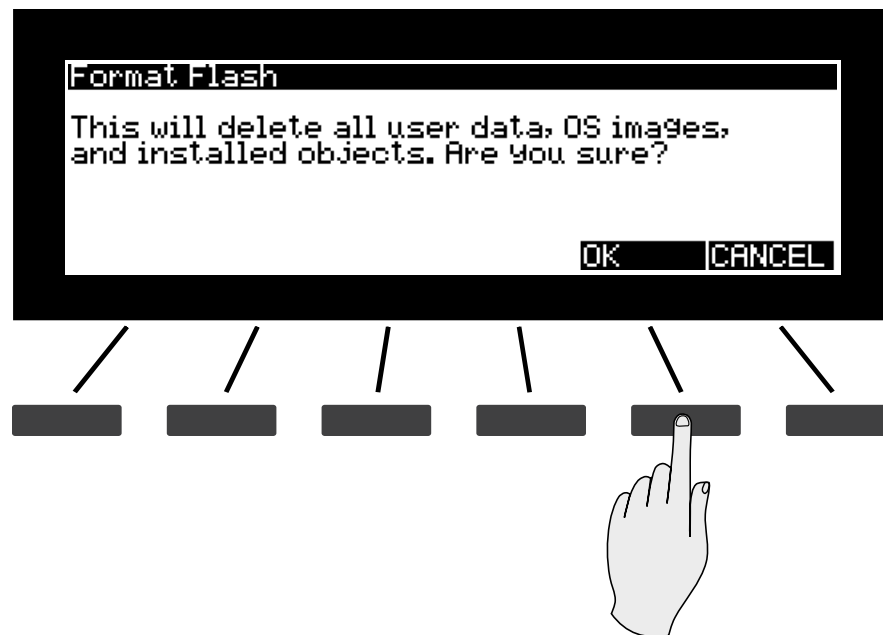 Format Flash
This will delete all user data, OS images,
and installed objects. Are you sure?
OK CANCEL